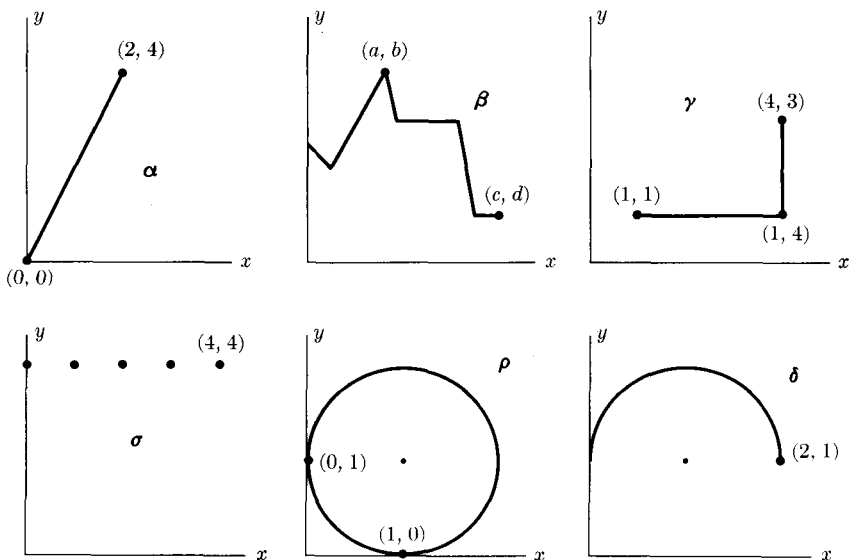 y
(2, 4)
α
(0, 0)
x
y
(a, b)
β
(c, d)
x
y
γ
(4, 3)
(1, 1)
(1, 4)
x
y
(4, 4)
σ
x
y
ρ
(0, 1)
(1, 0)
x
y
δ
(2, 1)
x